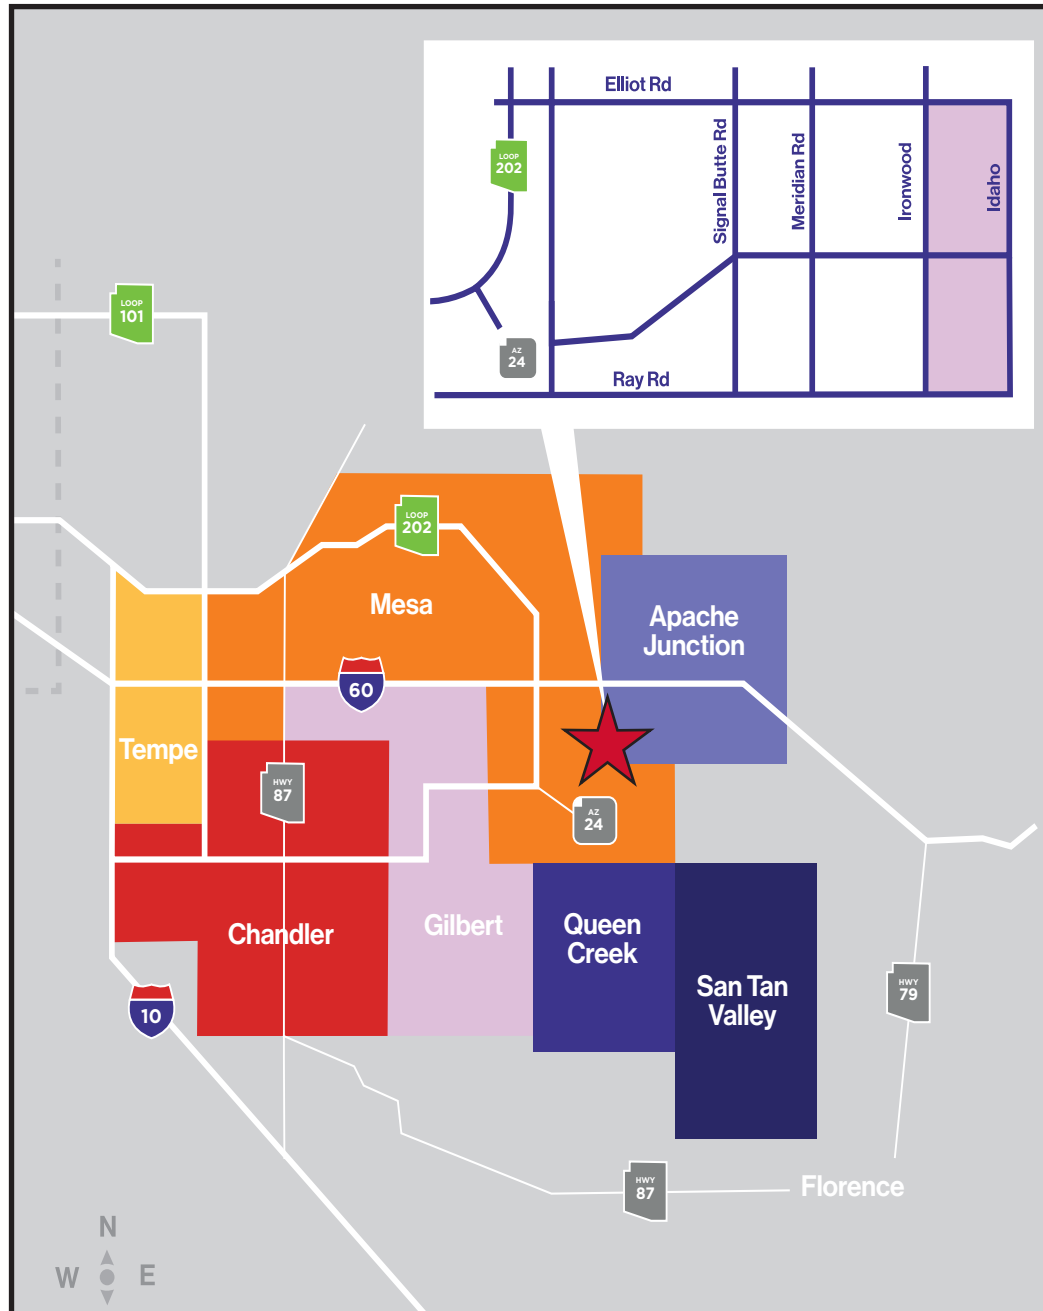 Elliot Rd
LOOP
202
Signal Butte Rd
Meridian Rd
Ironwood
Idaho
AZ
24
Ray Rd
LOOP
101
LOOP
202
Mesa
Apache
Junction
60
Tempe
HWY
87
AZ
24
Chandler
Gilbert
Queen
Creek
San Tan
Valley
HWY
79
10
HWY
87
Florence
N
W
E